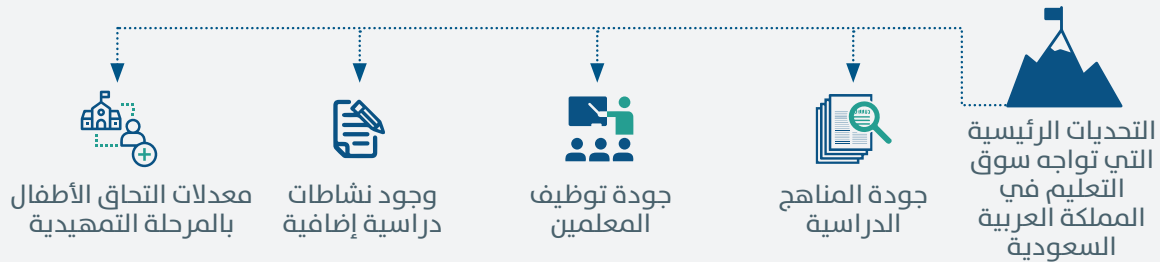 التحديات الرئيسية
التي تواجه سوق
التعليم في
المملكة العربية
السعودية
جودة المناهج
الدراسية
جودة توظيف
المعلمين
وجود نشاطات
دراسية إضافية
معدلات التحاق الأطفال
بالمرحلة التمهيدية